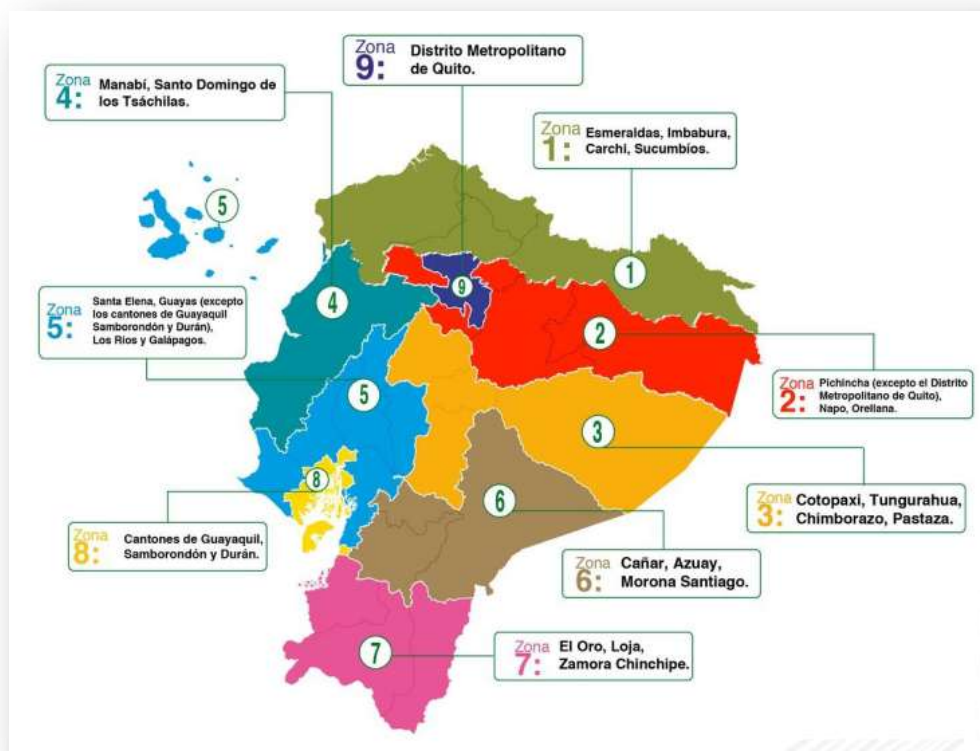 Zona
9:
Distrito Metropolitano
de Quito.
Zona
4:
Manabí, Santo Domingo de
los Tsáchilas.
Zona
1:
Esmeraldas, Imbabura,
Carchi, Sucumbíos.
5
1
9
4
2
Zona
5:
Santa Elena, Guayas (excepto
los cantones de Guayaquil
Samborondón y Durán),
Los Ríos y Galápagos.
5
Zona
2:
Pichincha (excepto el Distrito
Metropolitano de Quito),
Napo, Orellana.
3
8
6
Zona
3:
Cotopaxi, Tungurahua,
Chimborazo, Pastaza.
Zona
8:
Cantones de Guayaquil,
Samborondón y Durán.
Zona
6:
Cañar, Azuay,
Morona Santiago.
7
Zona
7:
El Oro, Loja,
Zamora Chinchipe.